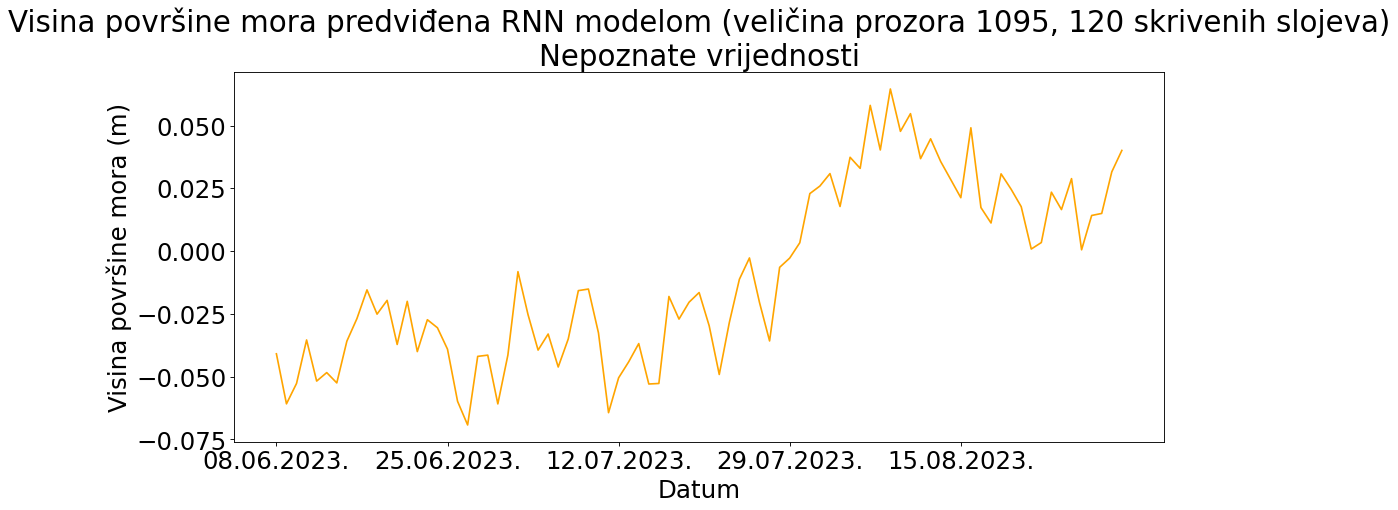 Visina površine mora predviđena RNN modelom (veličina prozora 1095, 120 skrivenih slojeva)
Nepoznate vrijednosti
Visina površine mora (m)
0.050
0.025
0.000
−0.025
−0.050
−0.075
08.06.2023. 25.06.2023. 12.07.2023. 29.07.2023. 15.08.2023.
Datum